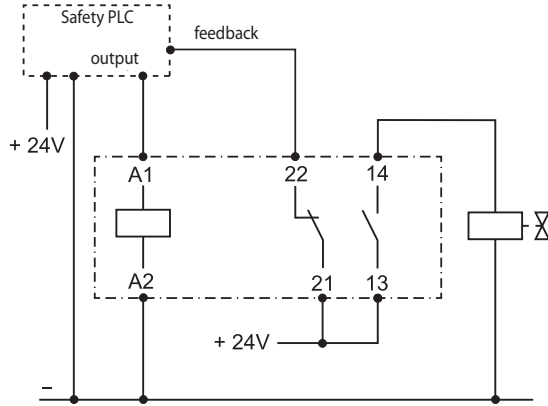 Safety PLC
feedback
output
+ 24V
A1
22
14
A2
21
13
+ 24V
–